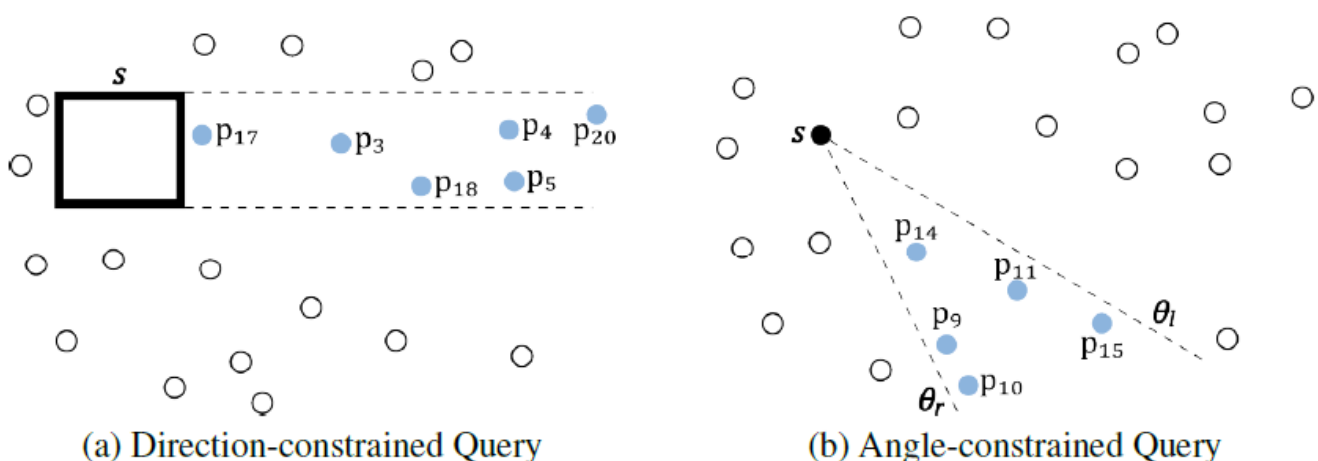 s
p17
p3
p4
p20
p18
p5
(a) Direction-constrained Query
s
p14
p11
p9
θl
p15
p10
θr
(b) Angle-constrained Query